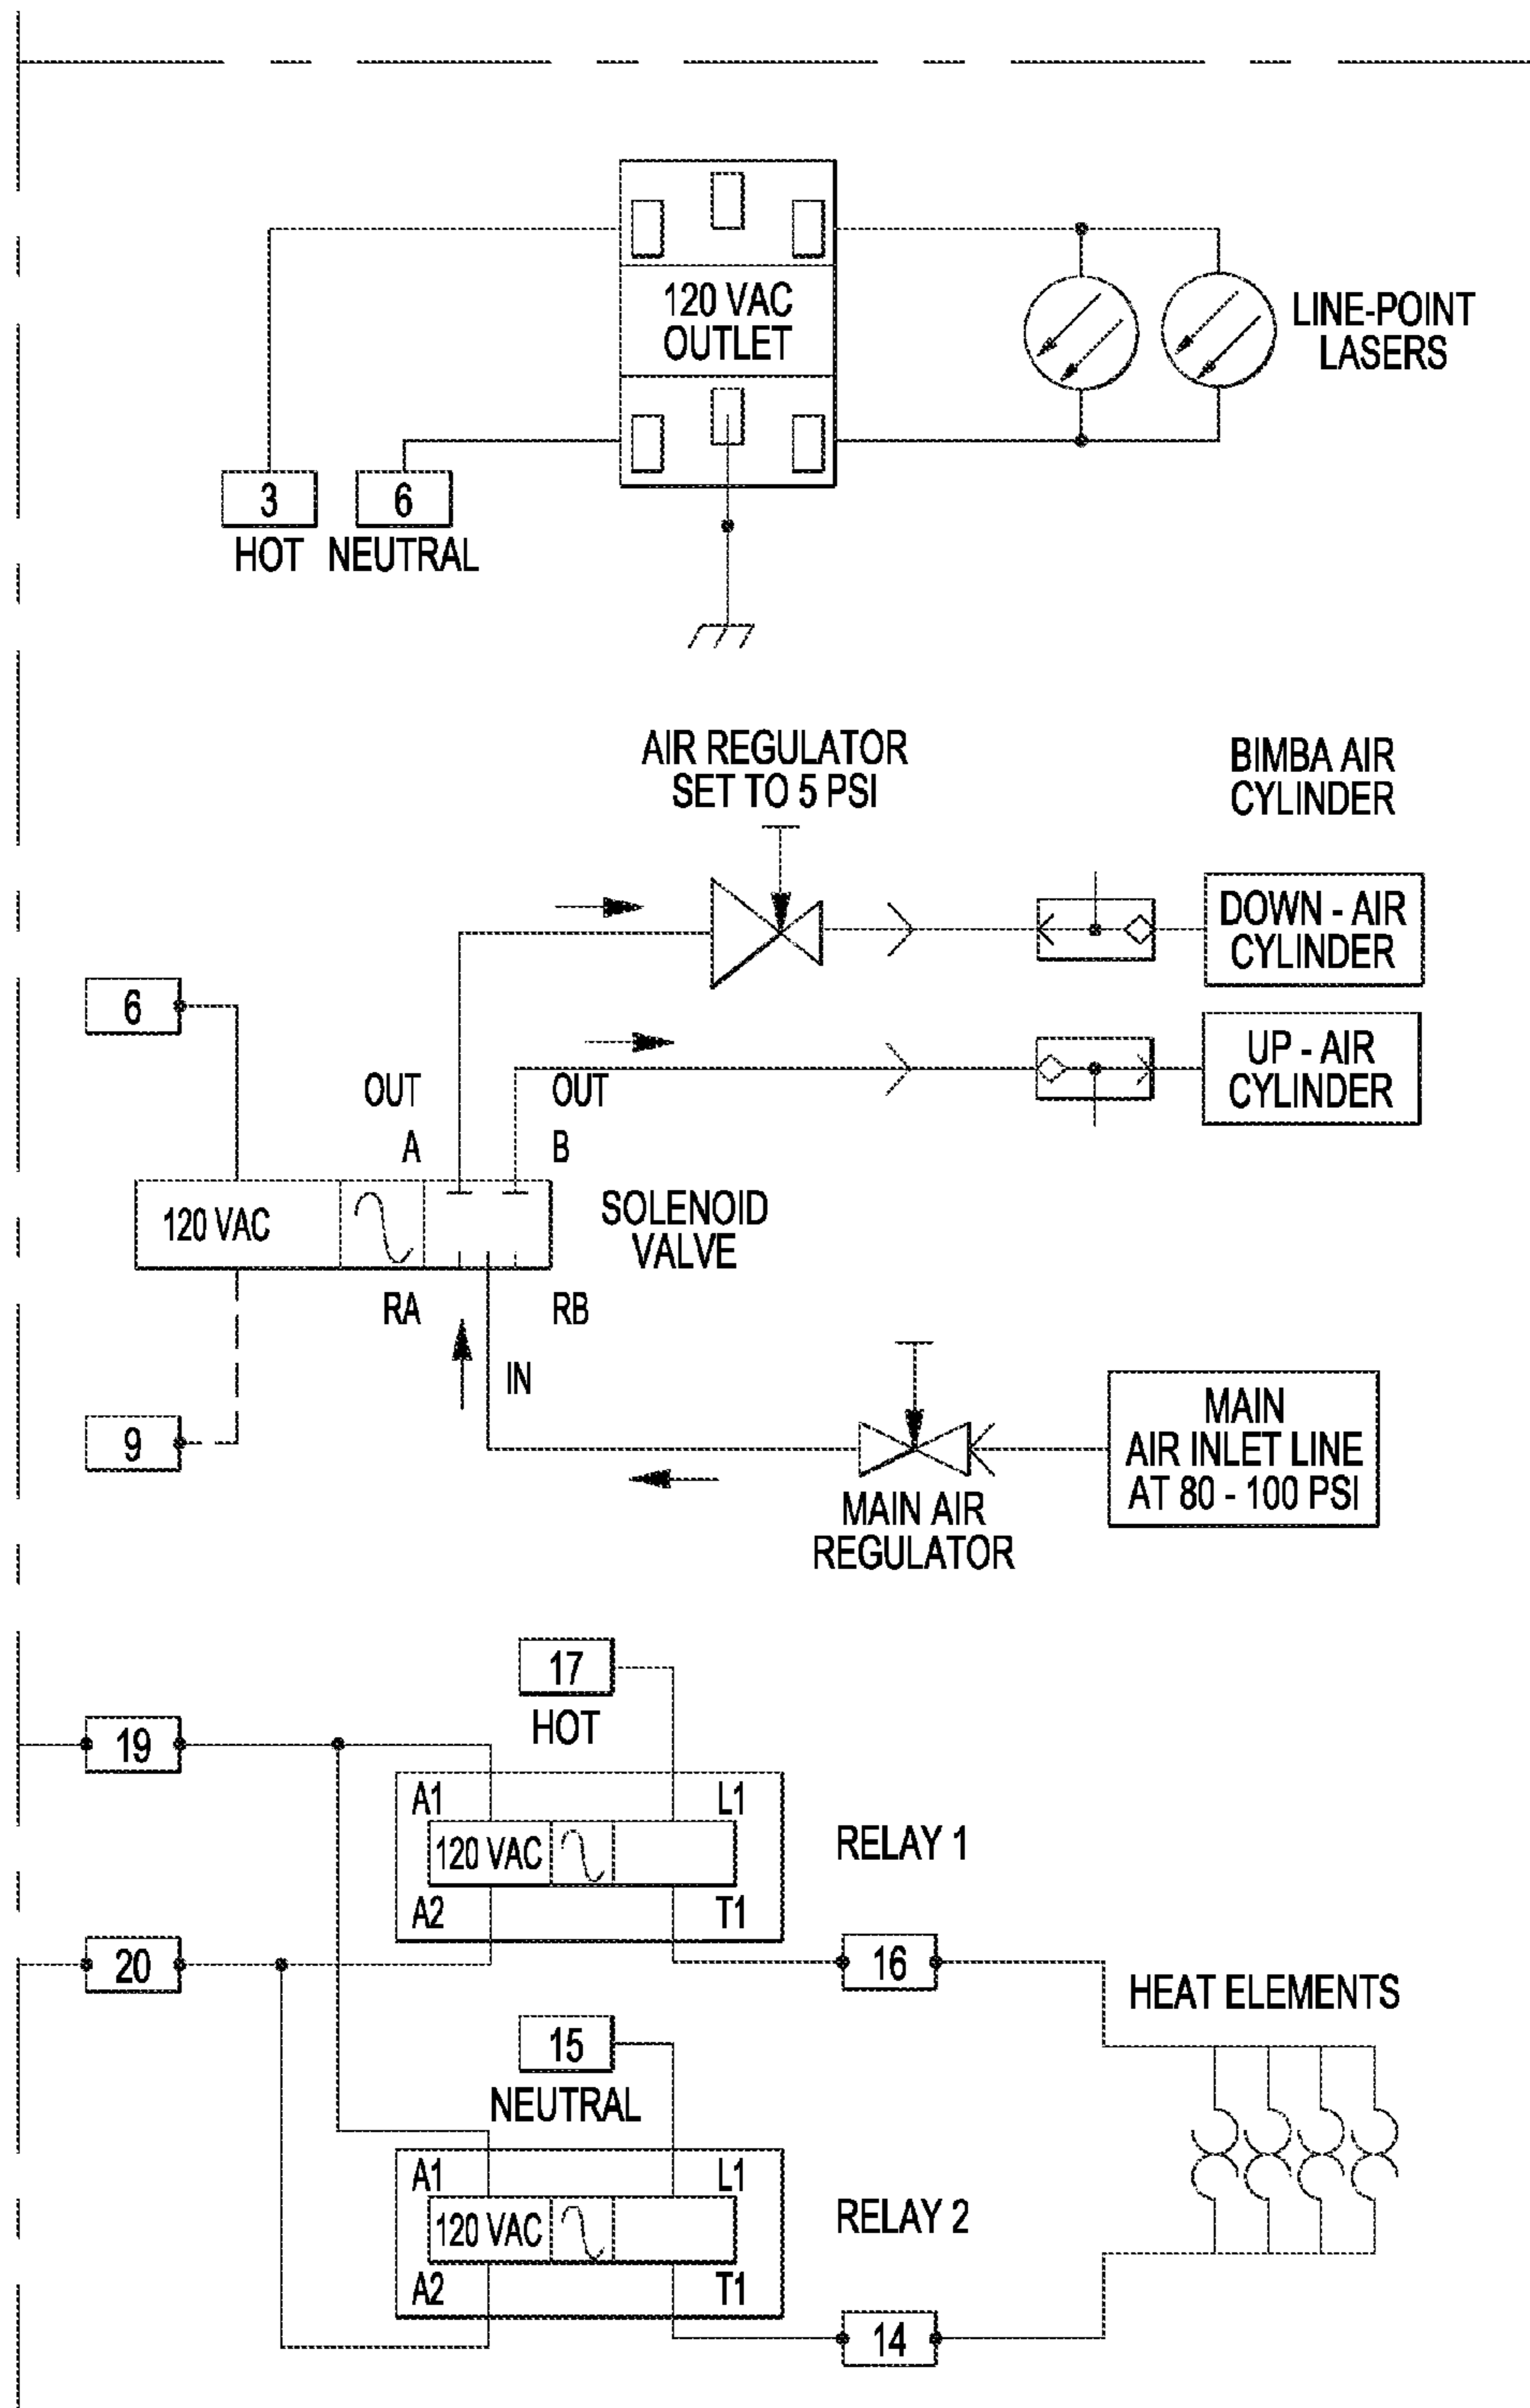 120 VAC
OUTLET
LINE-POINT
LASERS
3
6
HOT
NEUTRAL
AIR REGULATOR
SET TO 5 PSI
BIMBA AIR
CYLINDER
DOWN - AIR
CYLINDER
6
UP - AIR
CYLINDER
OUT
OUT
A
B
120 VAC
SOLENOID
VALVE
RA
RB
IN
9
MAIN
AIR INLET LINE
AT 80 - 100 PSI
MAIN AIR
REGULATOR
17
HOT
19
A1
L1
120 VAC
RELAY 1
A2
T1
20
16
HEAT ELEMENTS
15
NEUTRAL
A1
L1
120 VAC
RELAY 2
A2
T1
14